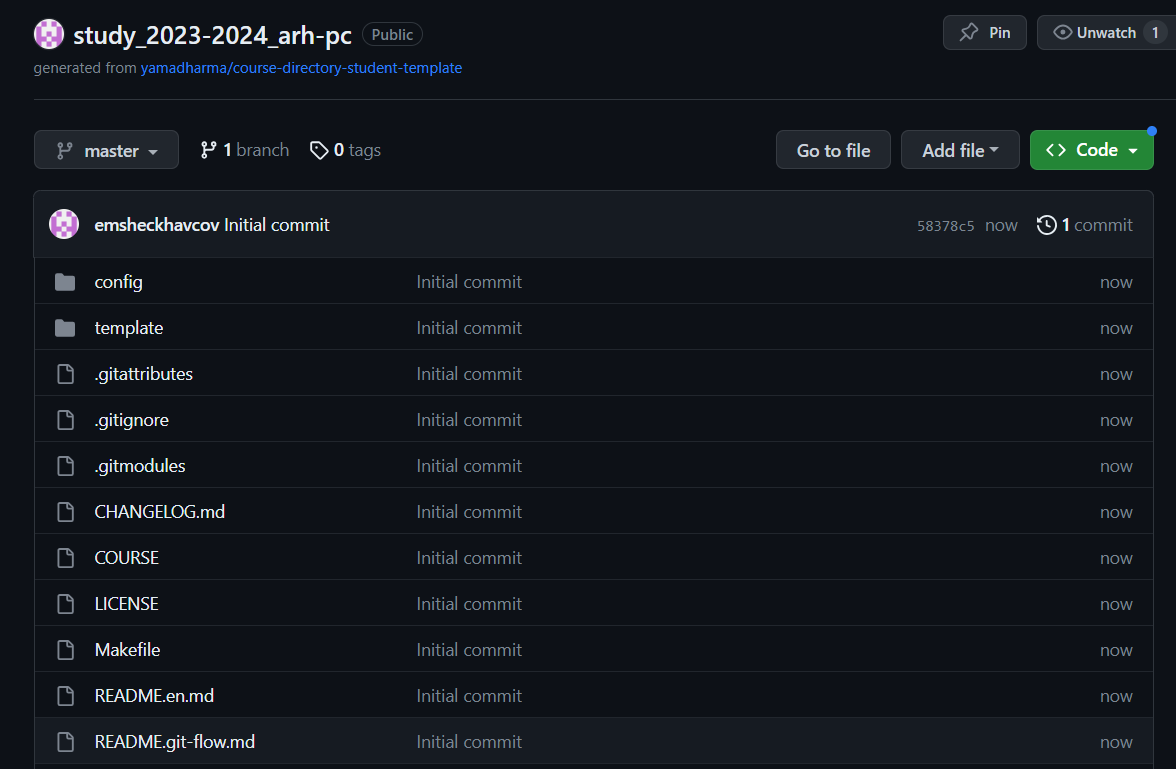 study_2023-2024_arh-pc Public Pin Unwatch 1
generated from yamadharma/course-directory-student-template
master 1 branch 0 tags Go to file Add file Code
emsheckhavcov Initial commit 58378c5 now 1 commit
config Initial commit now
template Initial commit now
.gitattributes Initial commit now
.gitignore Initial commit now
.gitmodules Initial commit now
CHANGELOG.md Initial commit now
COURSE Initial commit now
LICENSE Initial commit now
Makefile Initial commit now
README.en.md Initial commit now
README.git-flow.md Initial commit now